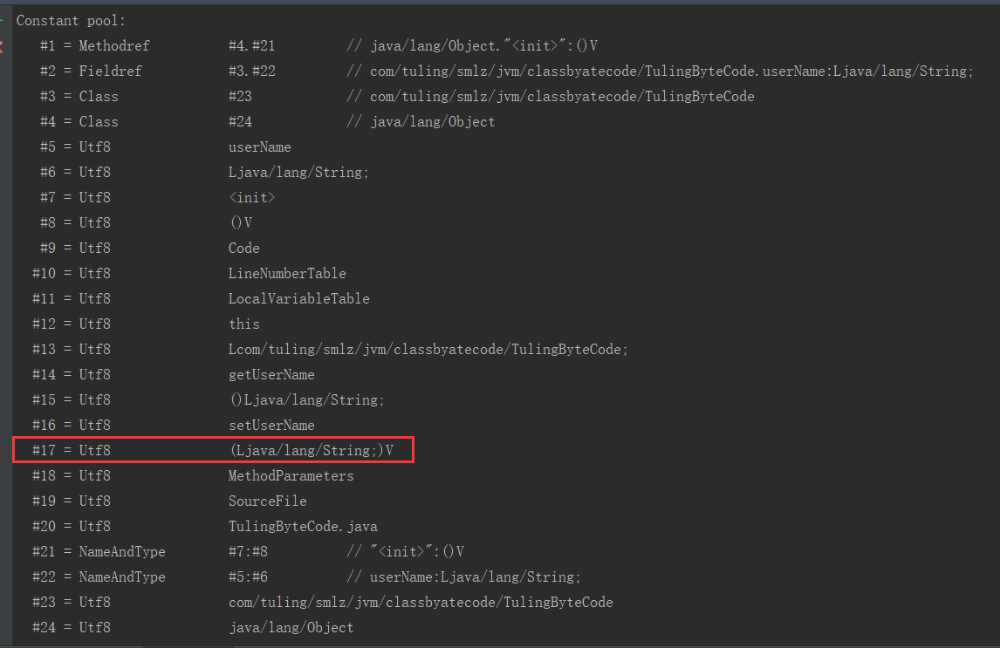 Constant pool:
#1 = Methodref #4.#21 // java/lang/Object."<init>":()V
#2 = Fieldref #3.#22 // com/tuling/smlz/jvm/classbyatecode/TulingByteCode.userName:Ljava/lang/String;
#3 = Class #23 // com/tuling/smlz/jvm/classbyatecode/TulingByteCode
#4 = Class #24 // java/lang/Object
#5 = Utf8 userName
#6 = Utf8 Ljava/lang/String;
#7 = Utf8 <init>
#8 = Utf8 ()V
#9 = Utf8 Code
#10 = Utf8 LineNumberTable
#11 = Utf8 LocalVariableTable
#12 = Utf8 this
#13 = Utf8 Lcom/tuling/smlz/jvm/classbyatecode/TulingByteCode;
#14 = Utf8 getUserName
#15 = Utf8 ()Ljava/lang/String;
#16 = Utf8 setUserName
#17 = Utf8 (Ljava/lang/String;)V
#18 = Utf8 MethodParameters
#19 = Utf8 SourceFile
#20 = Utf8 TulingByteCode.java
#21 = NameAndType #7:#8 // "<init>":()V
#22 = NameAndType #5:#6 // userName:Ljava/lang/String;
#23 = Utf8 com/tuling/smlz/jvm/classbyatecode/TulingByteCode
#24 = Utf8 java/lang/Object